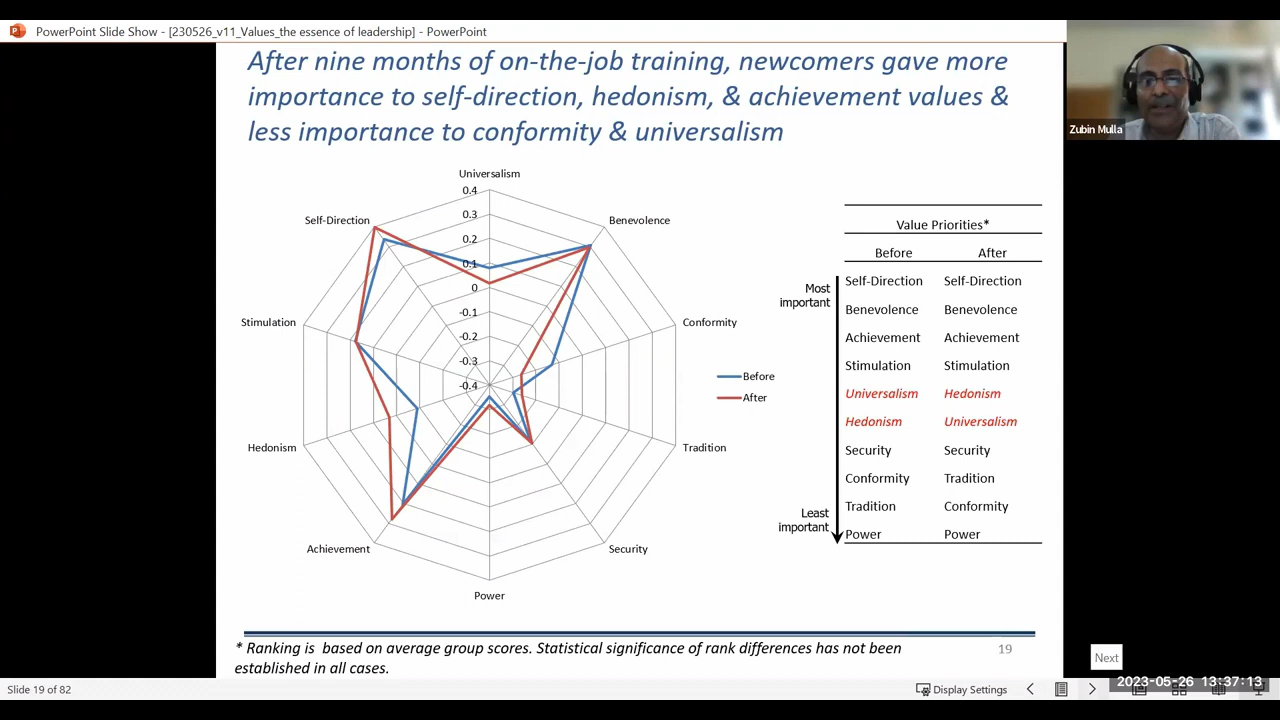 PowerPoint Slide Show - [230526_v11_Values_the essence of leadership] - PowerPoint
After nine months of on-the-job training, newcomers gave more
importance to self-direction, hedonism, & achievement values &
less importance to conformity & universalism
Zubin Mulla
Universalism
Benevolence
Conformity
Tradition
Security
Power
Achievement
Hedonism
Stimulation
Self-Direction
0.4
0.3
0.2
0.1
0
-0.1
-0.2
-0.3
-0.4
Before
After
Value Priorities*
Before After
Most
important
Self-Direction Self-Direction
Benevolence Benevolence
Achievement Achievement
Stimulation Stimulation
Universalism Hedonism
Hedonism Universalism
Security Security
Conformity Tradition
Tradition Conformity
Least
important
Power Power
* Ranking is  based on average group scores. Statistical significance of rank differences has not been
established in all cases.
19
Next
Slide 19 of 82
Display Settings
2023-05-26 13:37:13